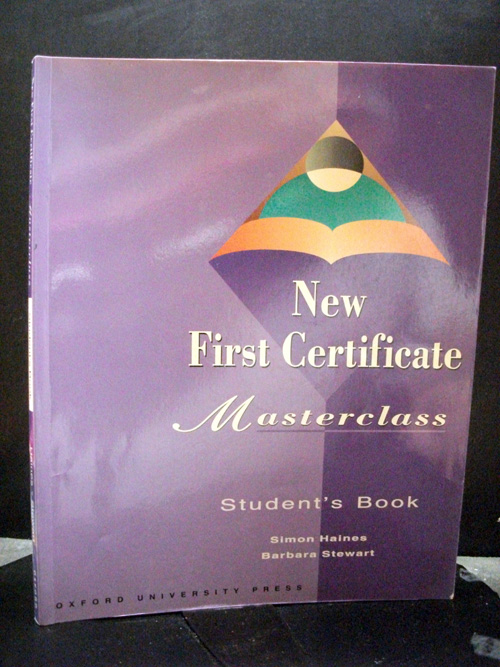 New
First Certificate
Masterclass
Student's Book
Simon Haines
Barbara Stewart
OXFORD UNIVERSITY PRESS